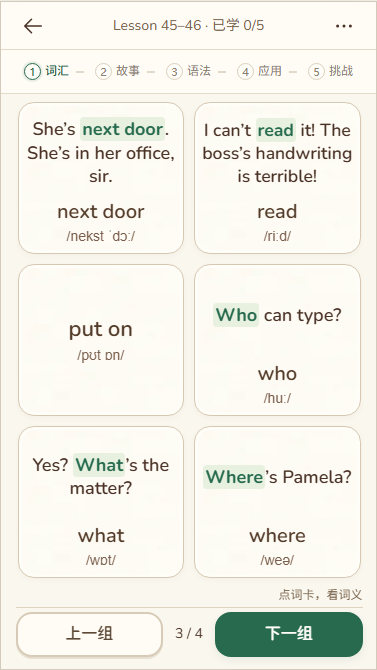 Lesson 45–46 · 已学 0/5
1 词汇 – 2 故事 – 3 语法 – 4 应用 – 5 挑战
She's next door.
She's in her office,
sir.
next door
/nekst ˈdɔː/
I can't read it! The
boss's handwriting
is terrible!
read
/riːd/
put on
/pʊt ɒn/
Who can type?
who
/huː/
Yes? What's the
matter?
what
/wɒt/
Where's Pamela?
where
/weə/
点词卡，看词义
上一组
3 / 4
下一组